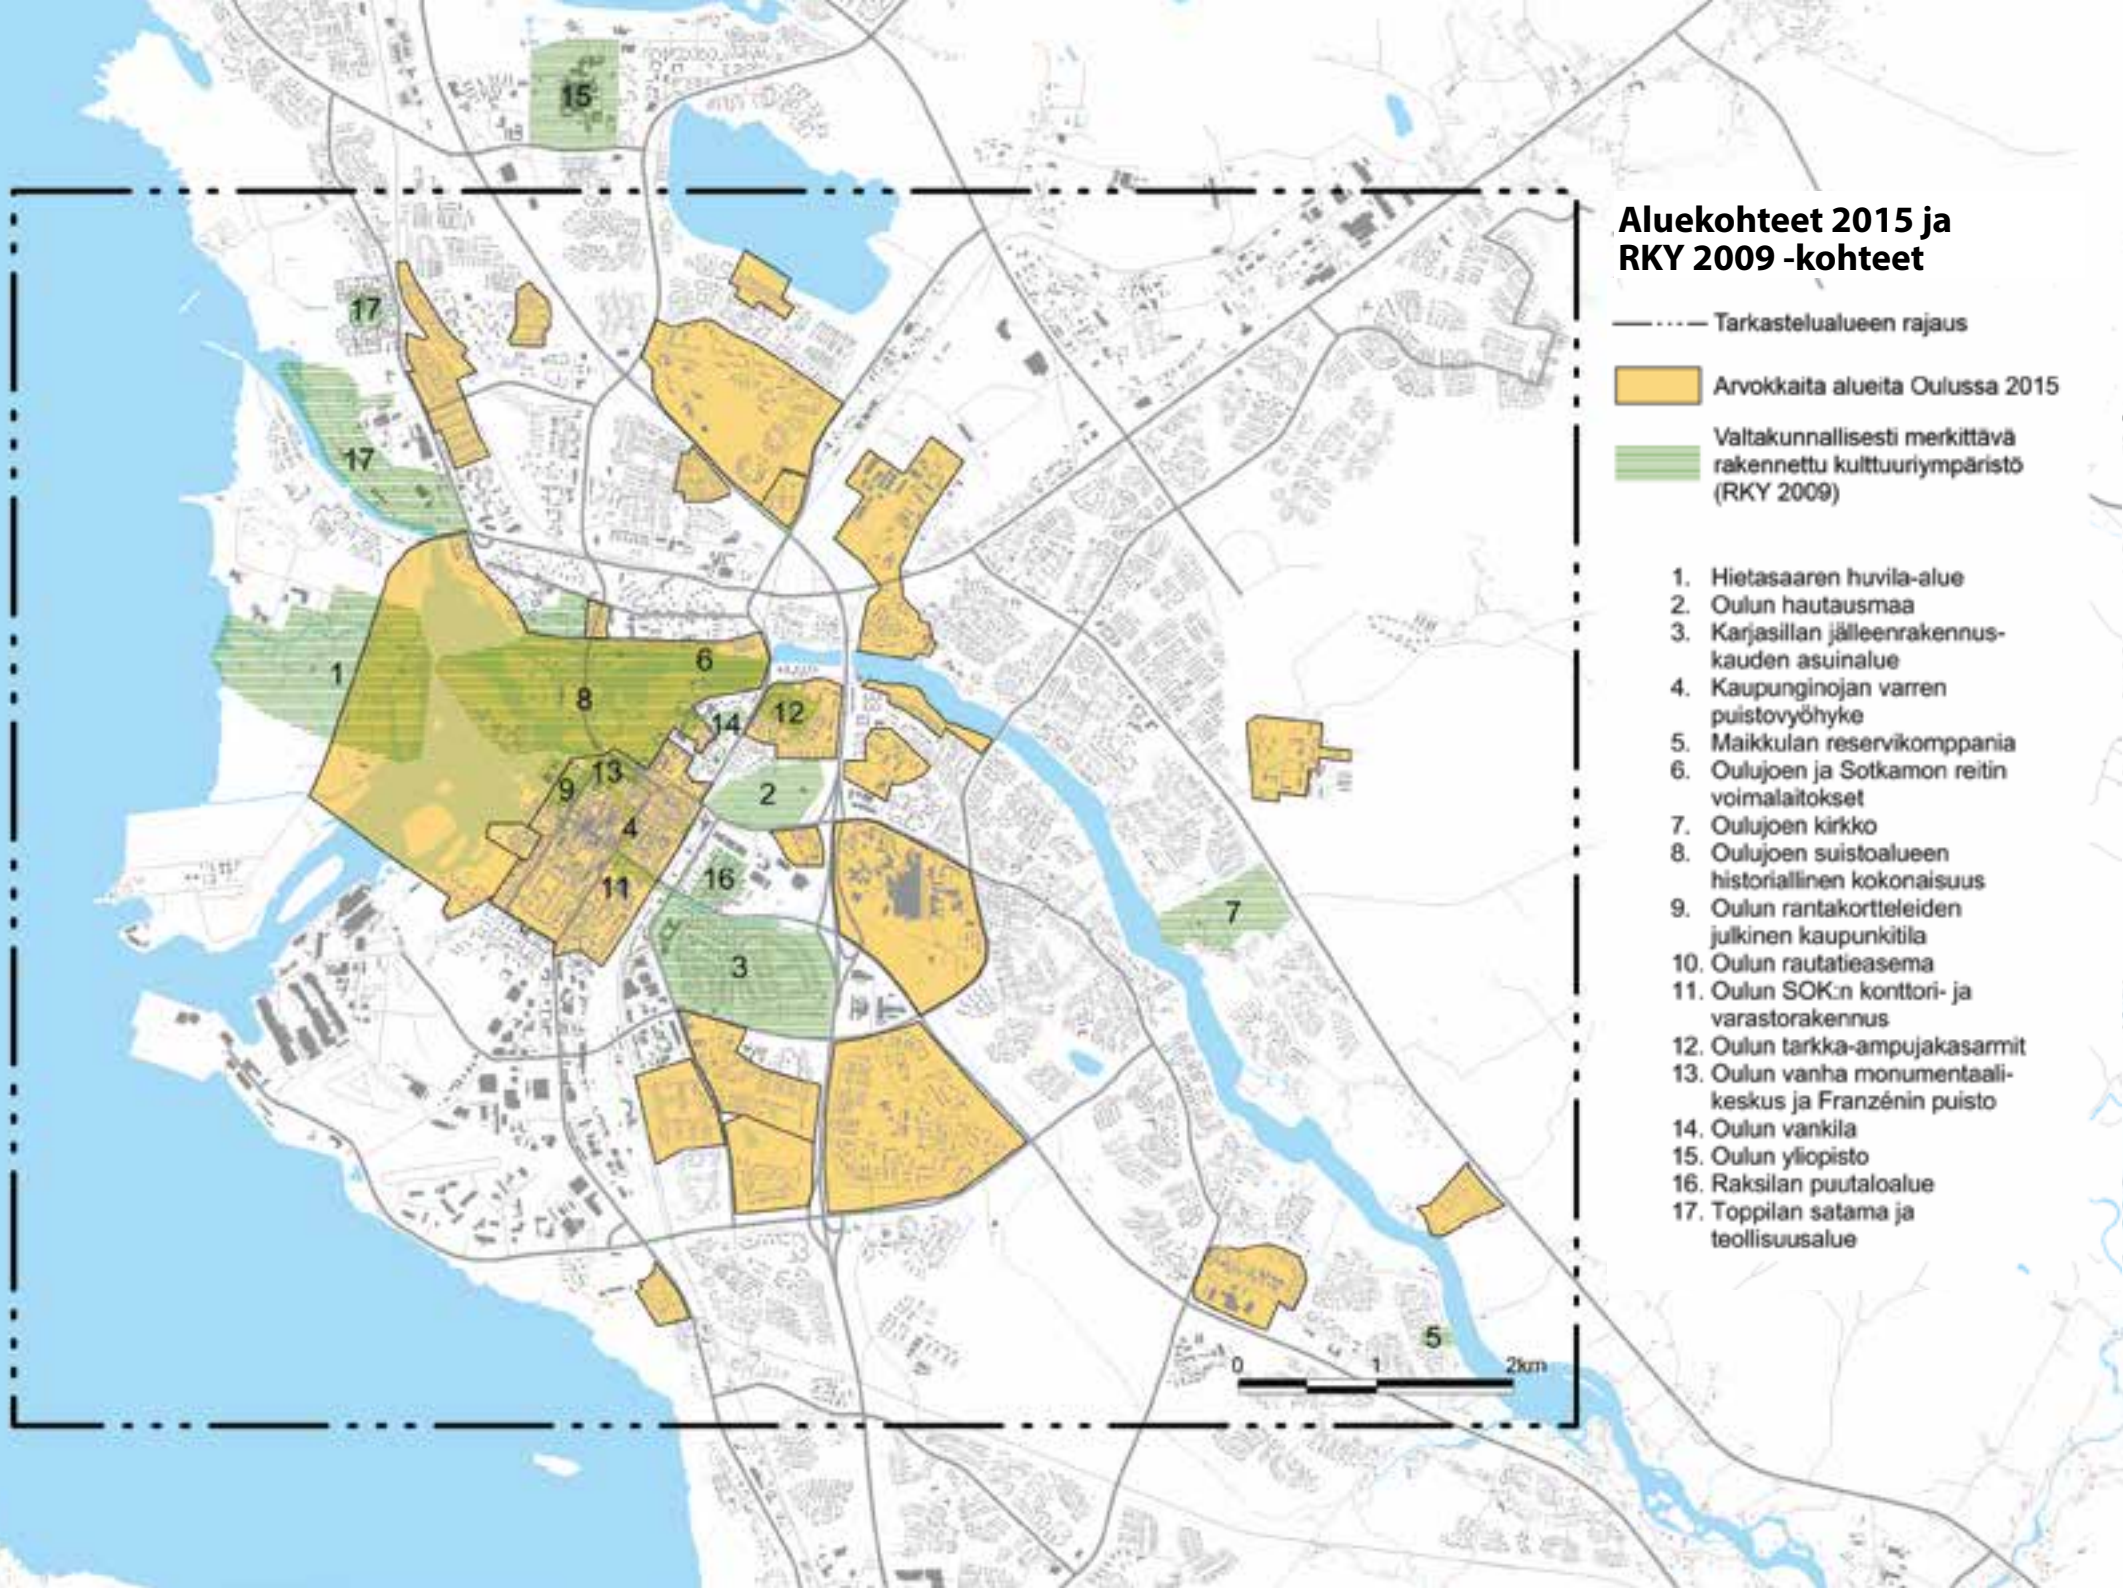 15
17
17
1
6
8
14
12
13
9
2
4
11
16
3
7
5
0 1 2km
Aluekohteet 2015 ja
RKY 2009 -kohteet
Tarkastelualueen rajaus
Arvokkaita alueita Oulussa 2015
Valtakunnallisesti merkittävä
rakennettu kulttuuriympäristö
(RKY 2009)
1. Hietasaaren huvila-alue
2. Oulun hautausmaa
3. Karjasillan jälleenrakennus-
kauden asuinalue
4. Kaupunginojan varren
puistovyöhyke
5. Maikkulan reservikomppania
6. Oulujoen ja Sotkamon reitin
voimalaitokset
7. Oulujoen kirkko
8. Oulujoen suistoalueen
historiallinen kokonaisuus
9. Oulun rantakortteleiden
julkinen kaupunkitila
10. Oulun rautatieasema
11. Oulun SOK:n konttori- ja
varastorakennus
12. Oulun tarkka-ampujakasarmit
13. Oulun vanha monumentaali-
keskus ja Franzénin puisto
14. Oulun vankila
15. Oulun yliopisto
16. Raksilan puutaloalue
17. Toppilan satama ja
teollisuusalue